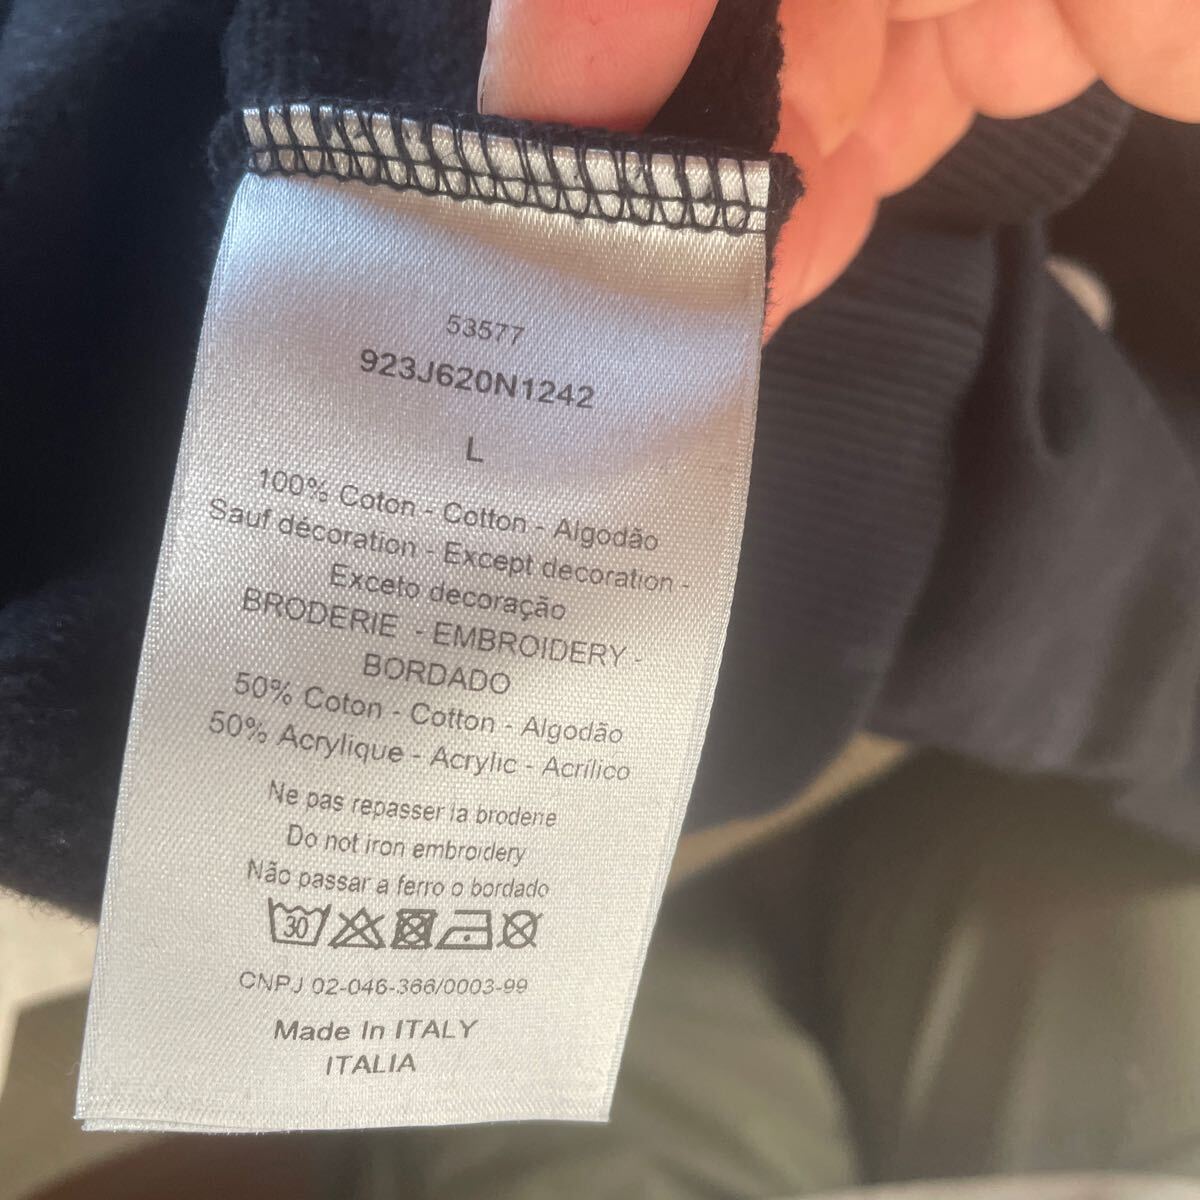 53577
923J620N1242
L
100% Coton - Cotton - Algodão
Sauf décoration - Except decoration -
Exceto decoração
BRODERIE - EMBROIDERY -
BORDADO
50% Coton - Cotton - Algodão
50% Acrylique - Acrylic - Acrílico
Ne pas repasser la broderie
Do not iron embroidery
Não passar a ferro o bordado
30
CNPJ 02-046-366/0003-99
Made In ITALY
ITALIA